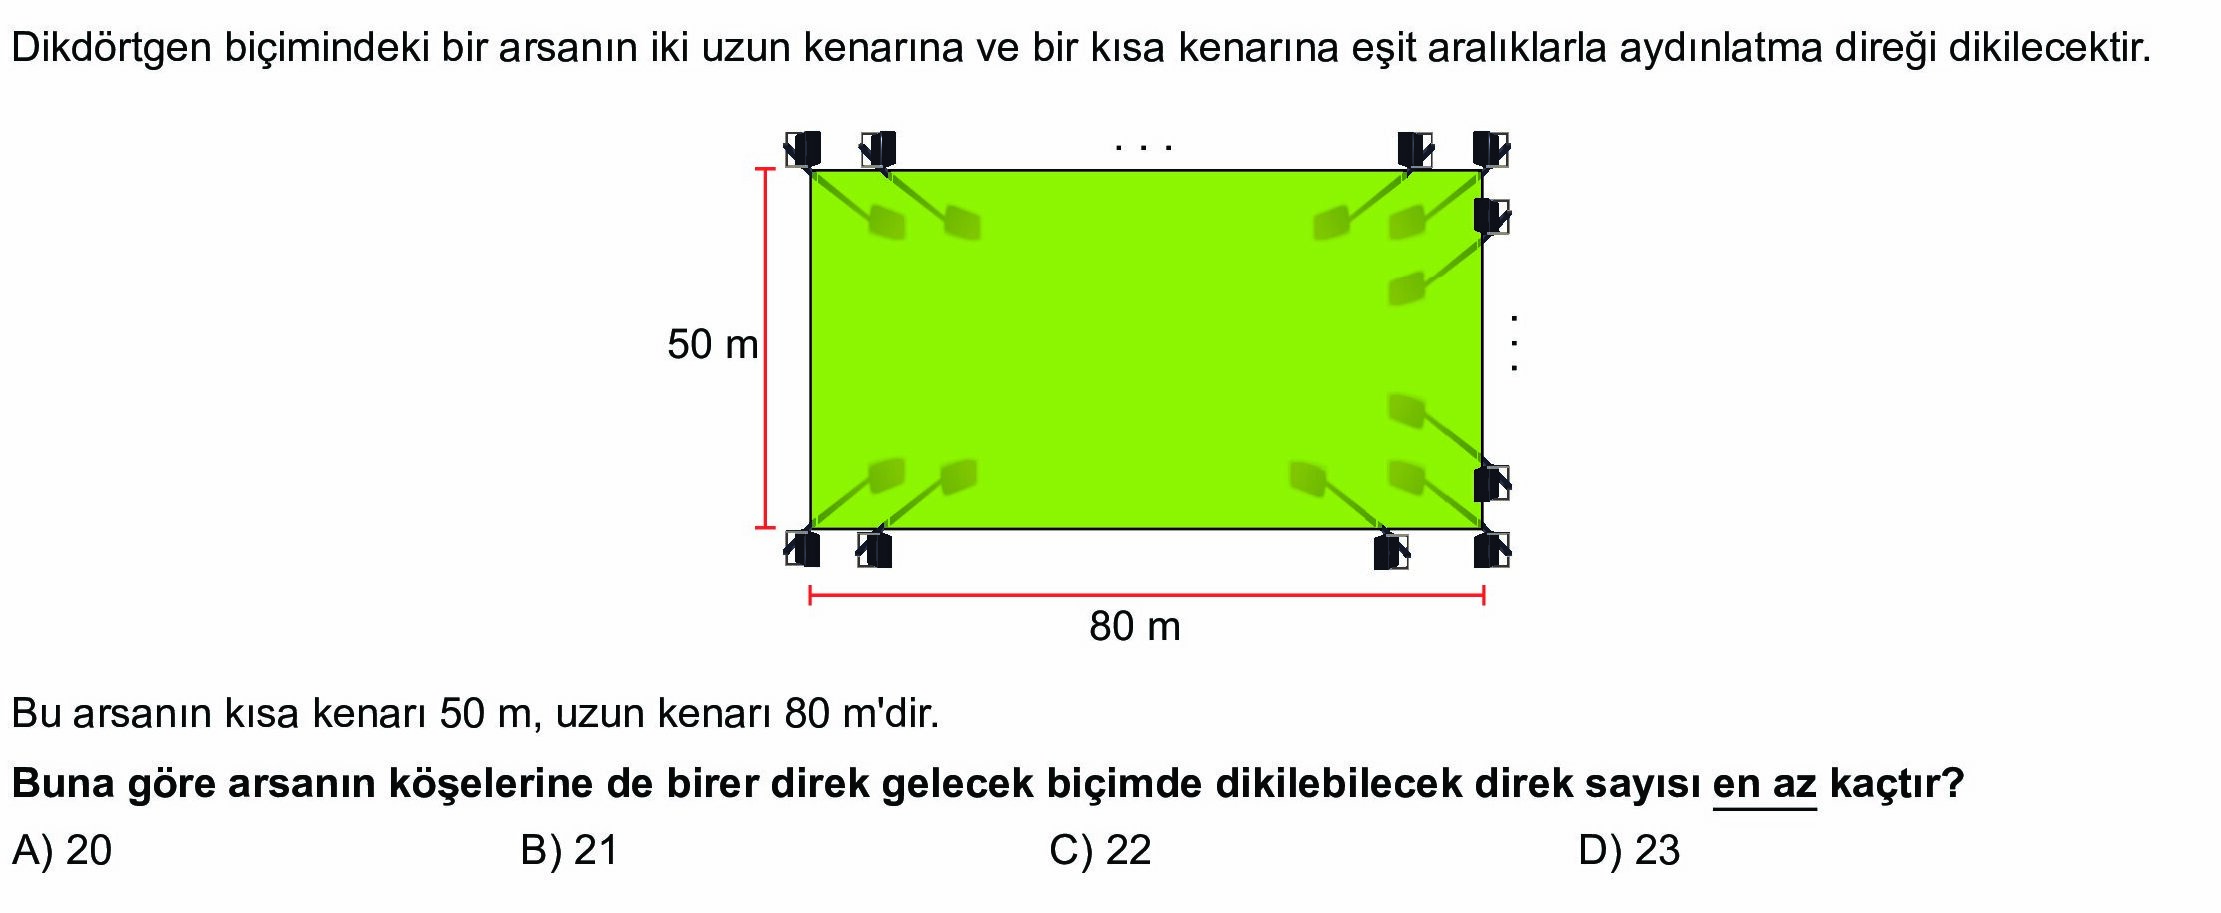 Dikdörtgen biçimindeki bir arsanın iki uzun kenarına ve bir kısa kenarına eşit aralıklarla aydınlatma direği dikilecektir.
. . .
50 m
. . .
80 m
Bu arsanın kısa kenarı 50 m, uzun kenarı 80 m'dir.
Buna göre arsanın köşelerine de birer direk gelecek biçimde dikilebilecek direk sayısı en az kaçtır?
A) 20 B) 21 C) 22 D) 23